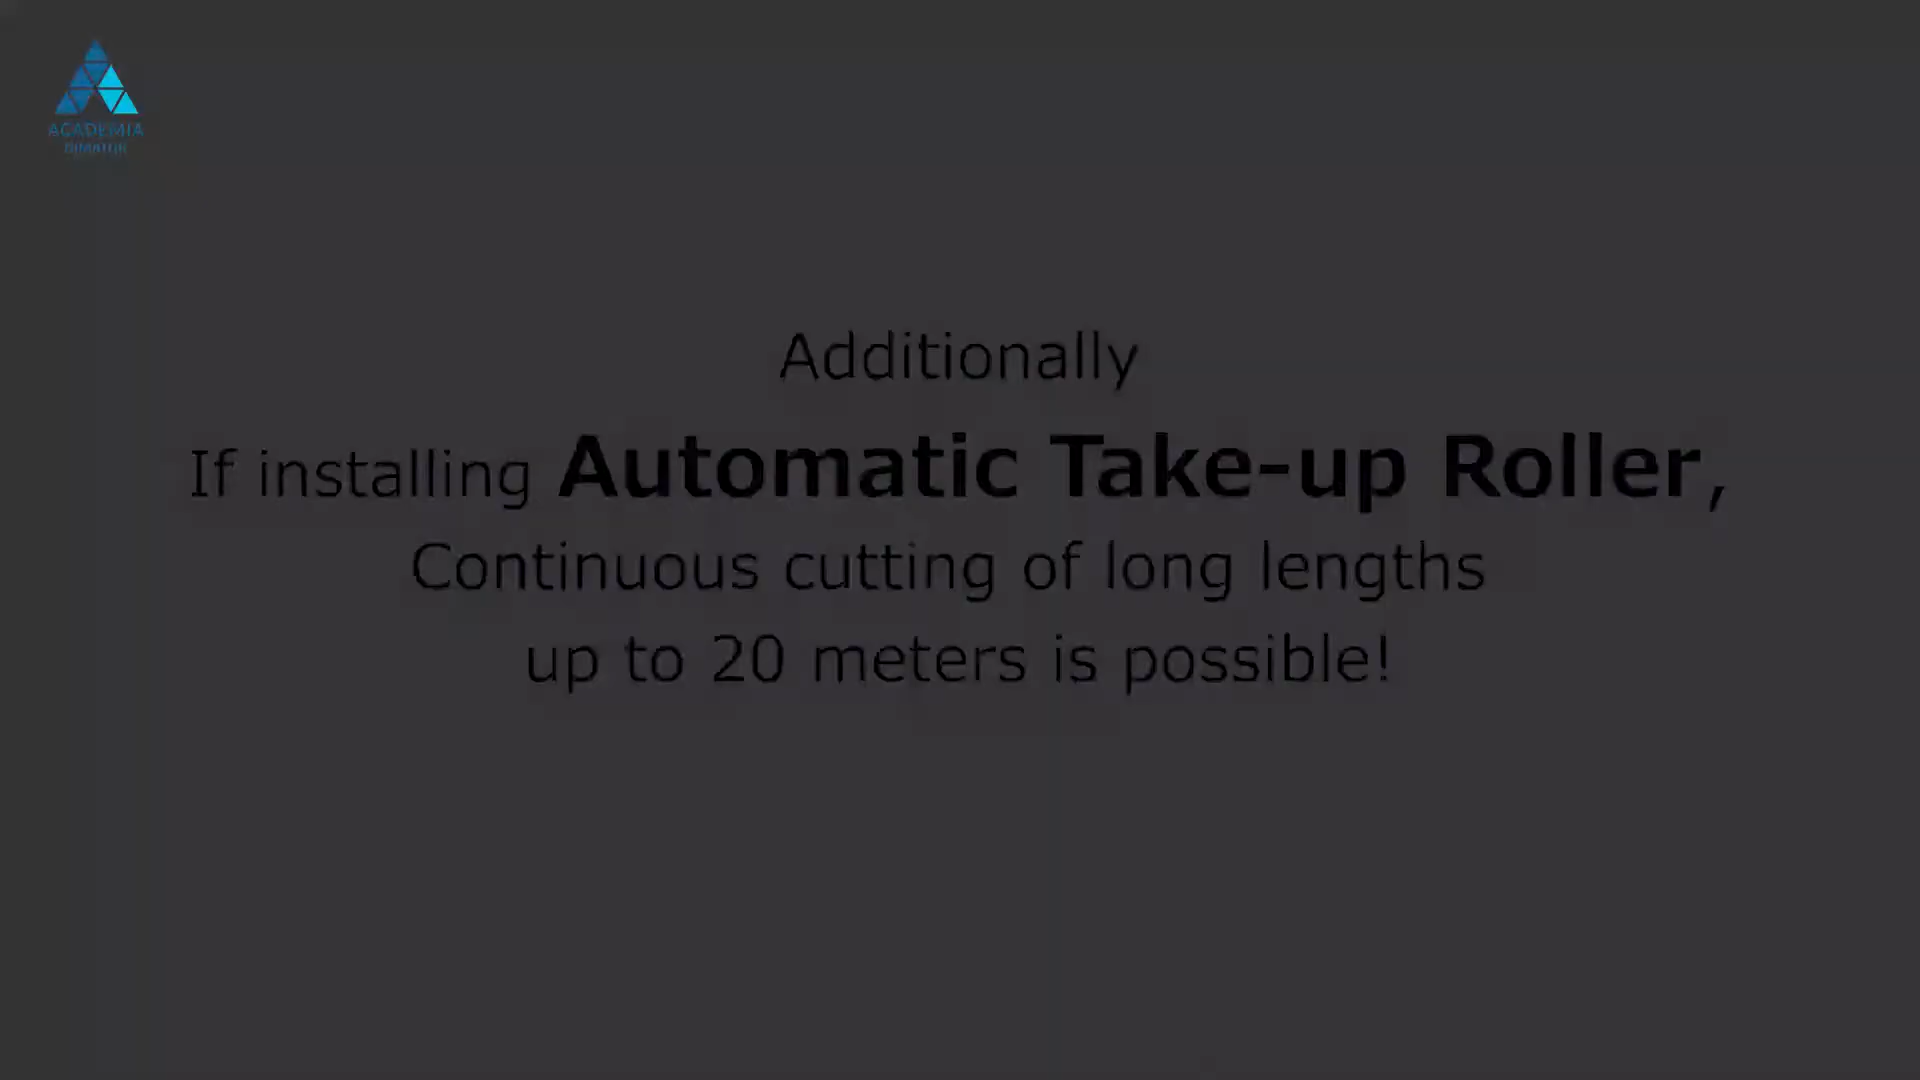 ACADEMIA
DIMATUR
Additionally
If installing Automatic Take-up Roller,
Continuous cutting of long lengths
up to 20 meters is possible!